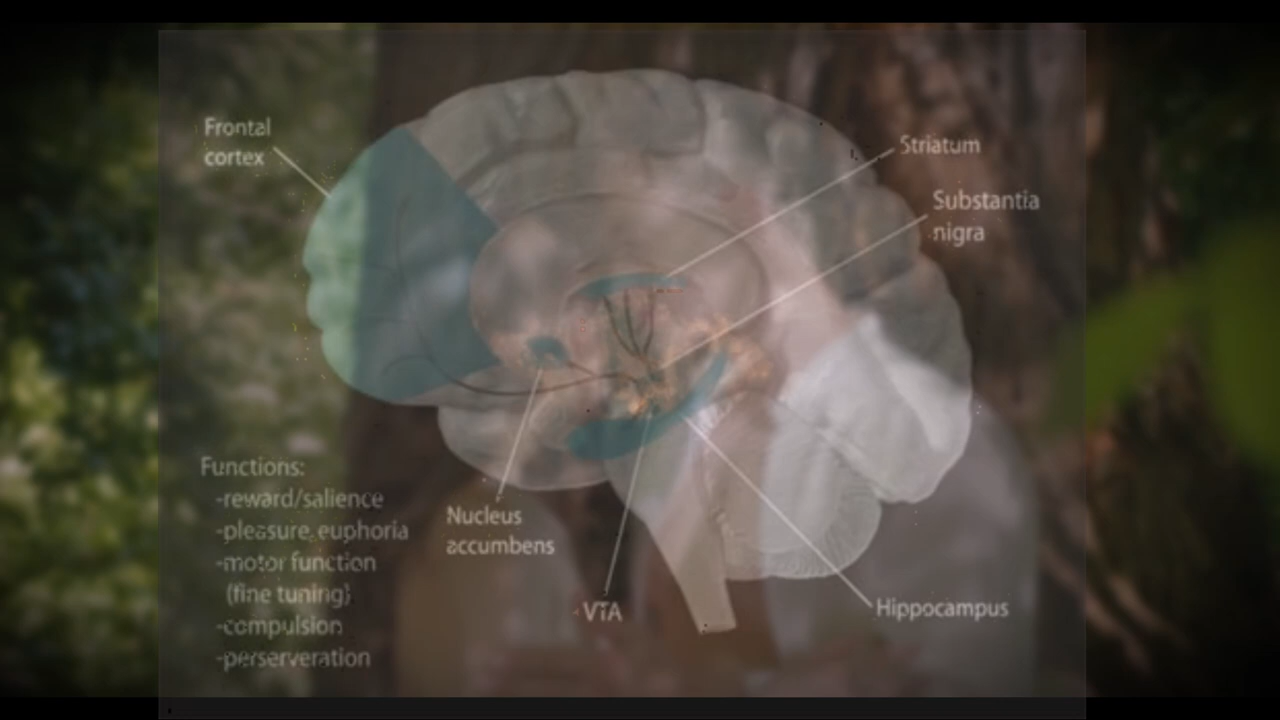 Frontal
cortex
Striatum
Substantia
nigra
Functions:
-reward/salience
-pleasure, euphoria
-motor function
(fine tuning)
-compulsion
-perserveration
Nucleus
accumbens
VTA
Hippocampus